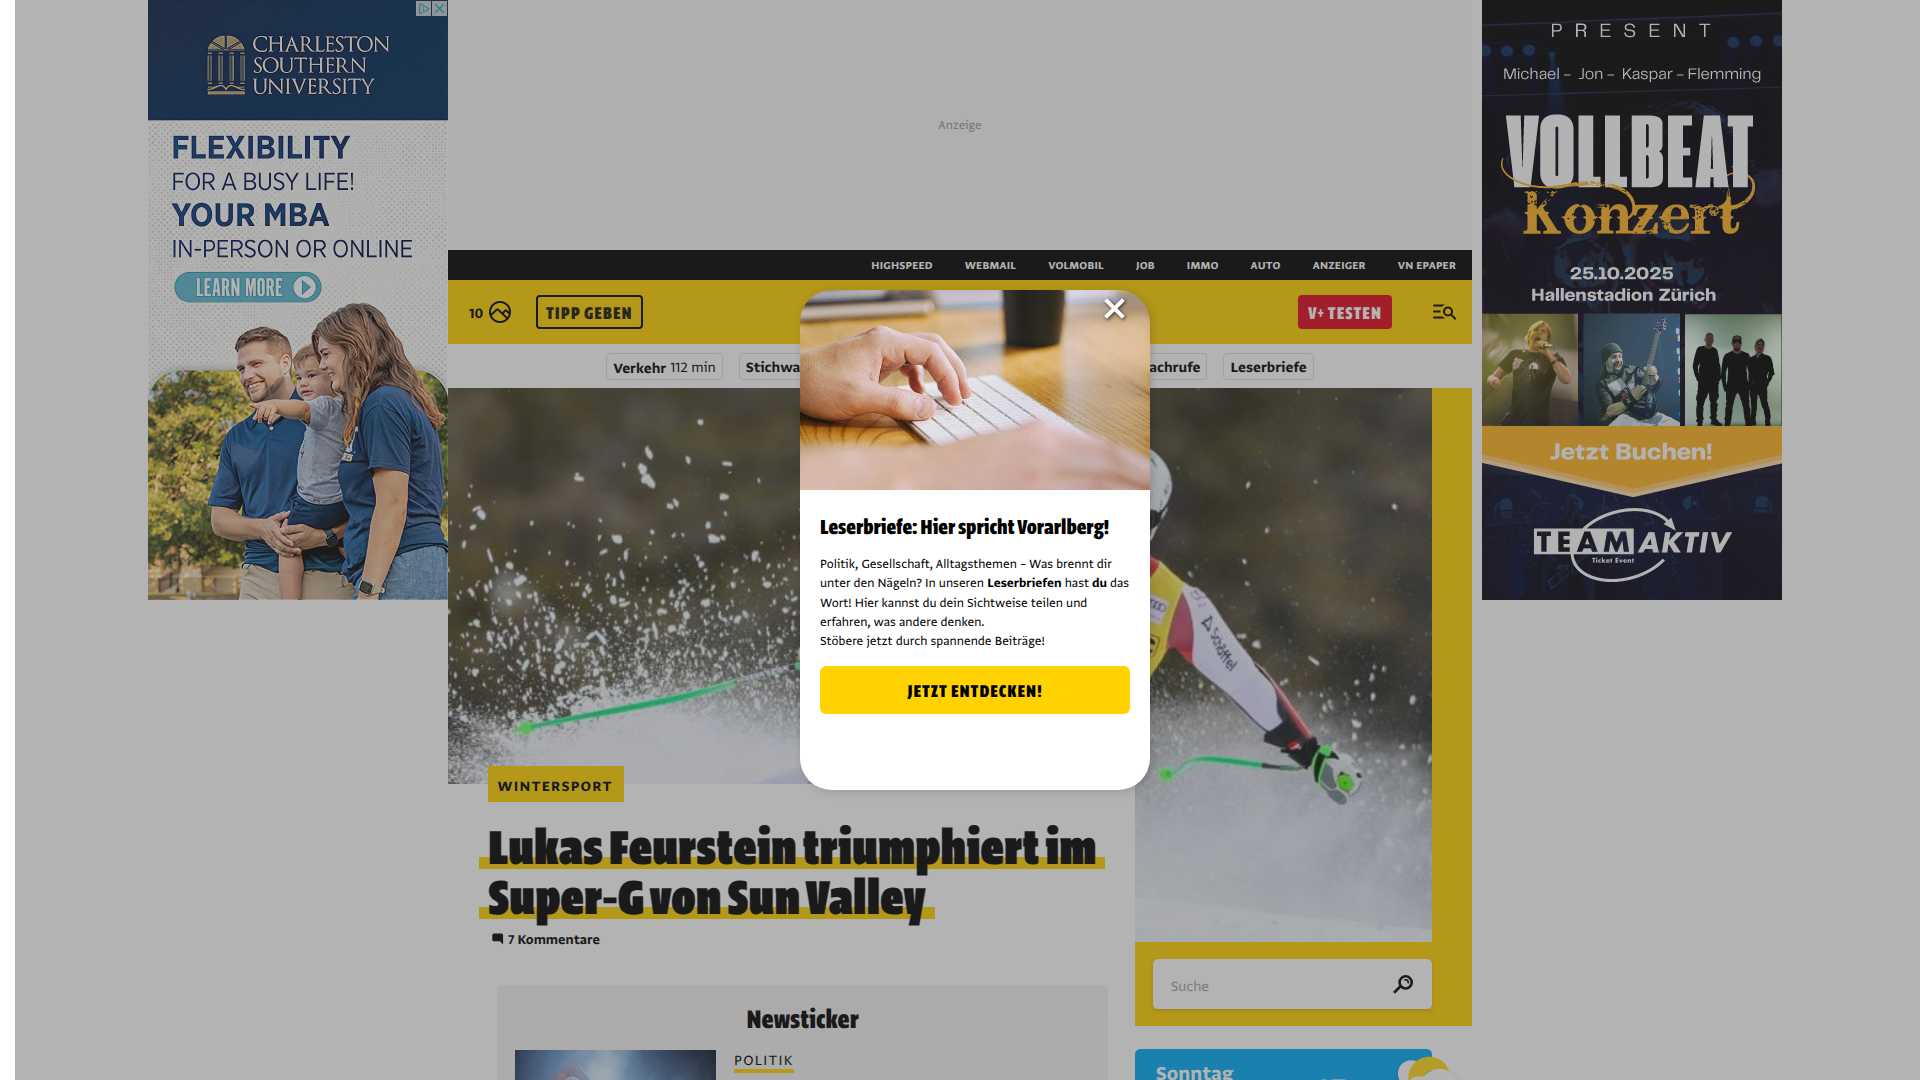 CHARLESTON
SOUTHERN
UNIVERSITY
FLEXIBILITY
FOR A BUSY LIFE!
YOUR MBA
IN-PERSON OR ONLINE
LEARN MORE
Anzeige
PRESENT
Michael – Jon – Kaspar – Flemming
VOLLBEAT
Konzert
25.10.2025
Hallenstadion Zürich
Jetzt Buchen!
TEAM AKTIV
Ticket Event
HIGHSPEED WEBMAIL VOLMOBIL JOB IMMO AUTO ANZEIGER VN EPAPER
10 TIPP GEBEN V+ TESTEN
Verkehr 112 min Stichwa achrufe Leserbriefe
Leserbriefe: Hier spricht Vorarlberg!
Politik, Gesellschaft, Alltagsthemen – Was brennt dir
unter den Nägeln? In unseren Leserbriefen hast du das
Wort! Hier kannst du dein Sichtweise teilen und
erfahren, was andere denken.
Stöbere jetzt durch spannende Beiträge!
JETZT ENTDECKEN!
WINTERSPORT
Lukas Feurstein triumphiert im
Super-G von Sun Valley
7 Kommentare
Suche
Newsticker
POLITIK
Sonntag